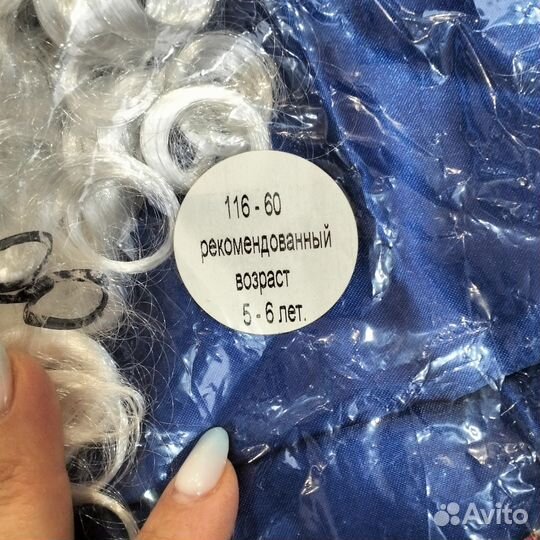 116 - 60
рекомендованный
возраст
5 - 6 лет.
Avito